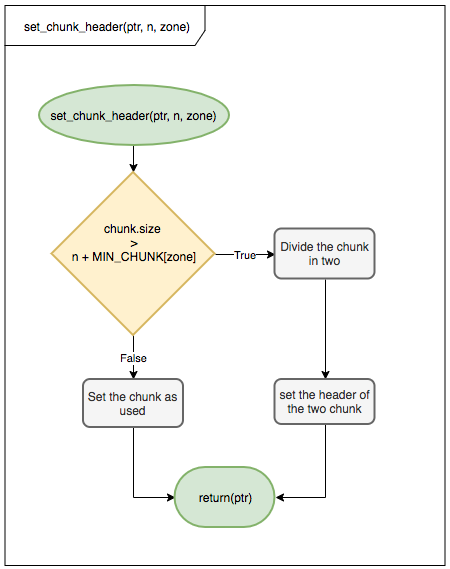 set_chunk_header(ptr, n, zone)
set_chunk_header(ptr, n, zone)
chunk.size
>
n + MIN_CHUNK[zone]
True
Divide the chunk
in two
False
Set the chunk as
used
set the header of
the two chunk
return(ptr)